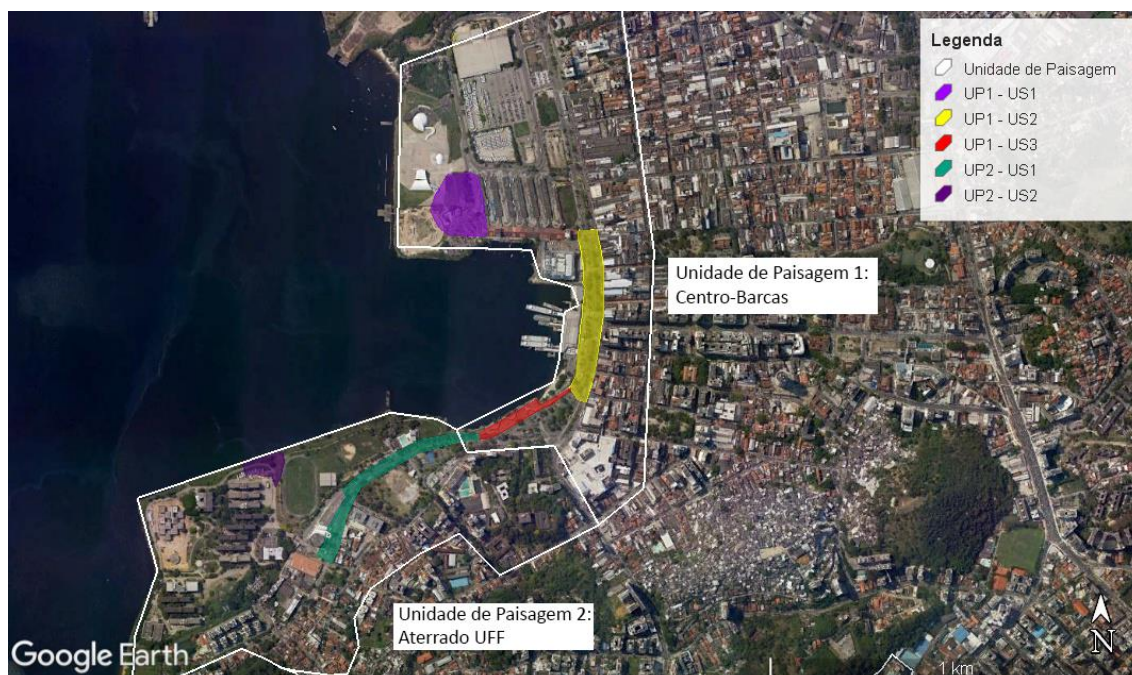 Legenda
Unidade de Paisagem
UP1 - US1
UP1 - US2
UP1 - US3
UP2 - US1
UP2 - US2
Unidade de Paisagem 1:
Centro-Barcas
Unidade de Paisagem 2:
Aterrado UFF
Google Earth
1 km
N